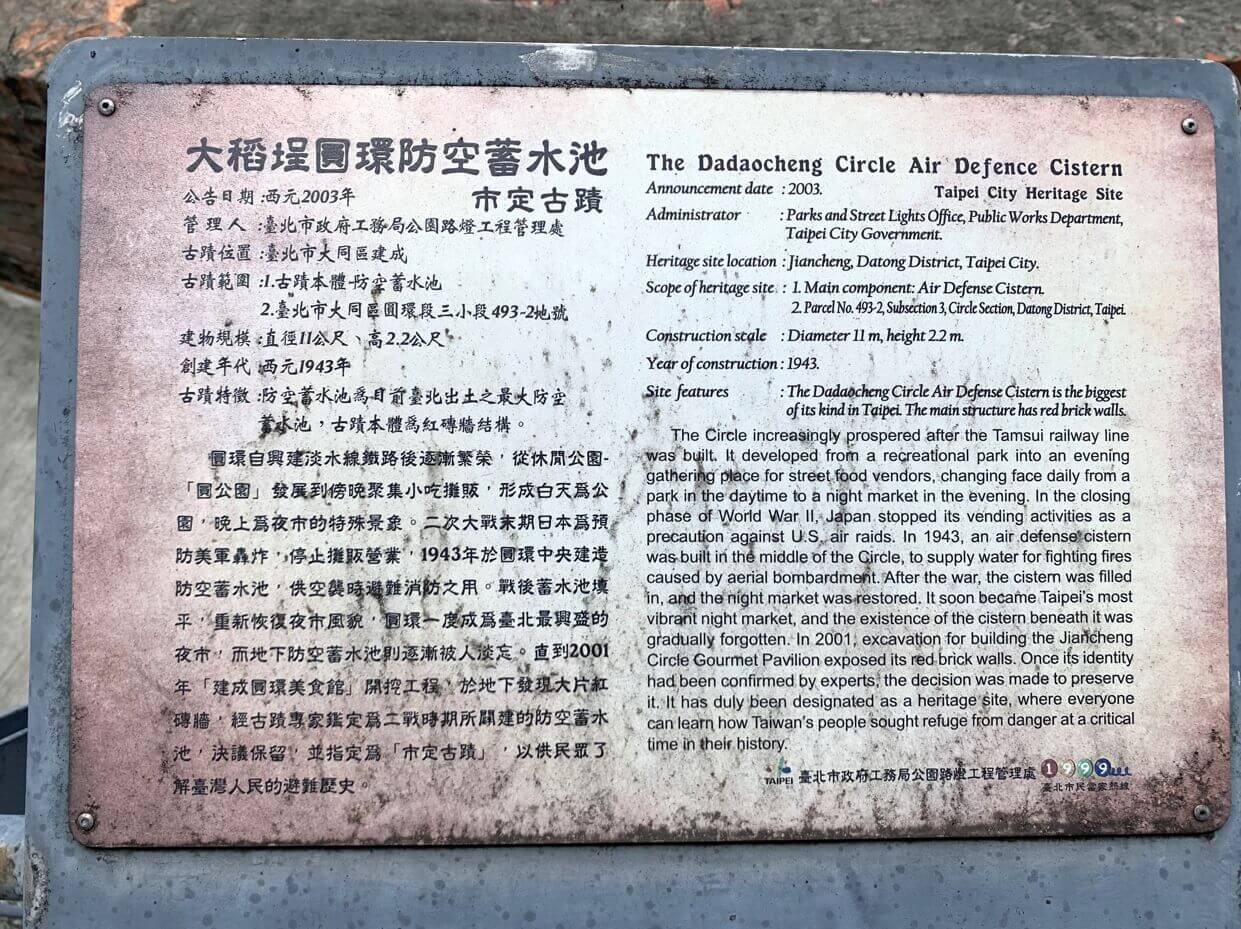 大稻埕圓環防空蓄水池
市定古蹟
公告日期:西元2003年
管理人:臺北市政府工務局公園路燈工程管理處
古蹟位置:臺北市大同區建成
古蹟範圍:1.古蹟本體-防空蓄水池
2.臺北市大同區圓環段三小段493-2地號
建物規模:直徑11公尺、高2.2公尺
創建年代:西元1943年
古蹟特徵:防空蓄水池為目前臺北出土之最大防空
蓄水池，古蹟本體為紅磚牆結構。
圓環自興建淡水線鐵路後逐漸繁榮，從休閒公園-
「圓公園」發展到傍晚聚集小吃攤販，形成白天為公
園，晚上為夜市的特殊景象。二次大戰末期日本為預
防美軍轟炸，停止攤販營業，1943年於圓環中央建造
防空蓄水池，供空襲時避難消防之用。戰後蓄水池填
平，重新恢復夜市風貌，圓環一度成為臺北最興盛的
夜市，而地下防空蓄水池則逐漸被人淡忘。直到2001
年「建成圓環美食館」開挖工程，於地下發現大片紅
磚牆，經古蹟專家鑑定為二戰時期所闢建的防空蓄水
池，決議保留，並指定為「市定古蹟」，以供民眾了
解臺灣人民的避難歷史。
The Dadaocheng Circle Air Defence Cistern
Taipei City Heritage Site
Announcement date : 2003.
Administrator : Parks and Street Lights Office, Public Works Department,
Taipei City Government.
Heritage site location : Jiancheng, Datong District, Taipei City.
Scope of heritage site : 1. Main component: Air Defense Cistern.
2. Parcel No. 493-2, Subsection 3, Circle Section, Datong District, Taipei.
Construction scale : Diameter 11 m, height 2.2 m.
Year of construction : 1943.
Site features : The Dadaocheng Circle Air Defense Cistern is the biggest
of its kind in Taipei. The main structure has red brick walls.
The Circle increasingly prospered after the Tamsui railway line
was built. It developed from a recreational park into an evening
gathering place for street food vendors, changing face daily from a
park in the daytime to a night market in the evening. In the closing
phase of World War II, Japan stopped its vending activities as a
precaution against U.S. air raids. In 1943, an air defense cistern
was built in the middle of the Circle, to supply water for fighting fires
caused by aerial bombardment. After the war, the cistern was filled
in, and the night market was restored. It soon became Taipei's most
vibrant night market, and the existence of the cistern beneath it was
gradually forgotten. In 2001, excavation for building the Jiancheng
Circle Gourmet Pavilion exposed its red brick walls. Once its identity
had been confirmed by experts, the decision was made to preserve
it. It has duly been designated as a heritage site, where everyone
can learn how Taiwan's people sought refuge from danger at a critical
time in their history.
TAIPEI 臺北市政府工務局公園路燈工程管理處 1999
臺北市民當家熱線